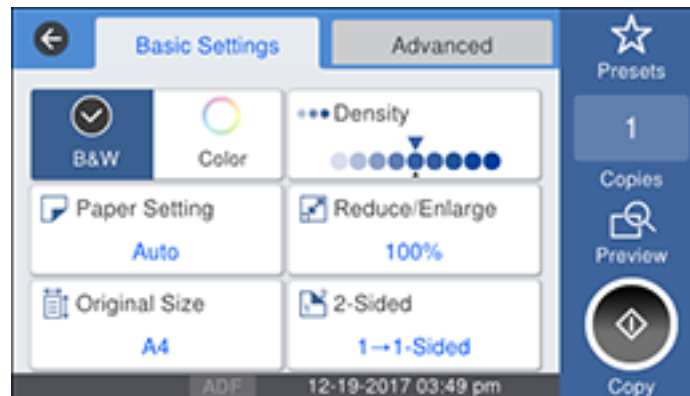 Basic Settings
Advanced
Presets
B&W
Color
Density
1
Copies
Paper Setting
Auto
Reduce/Enlarge
100%
Preview
Original Size
A4
2-Sided
1→1-Sided
ADF
12-19-2017 03:49 pm
Copy